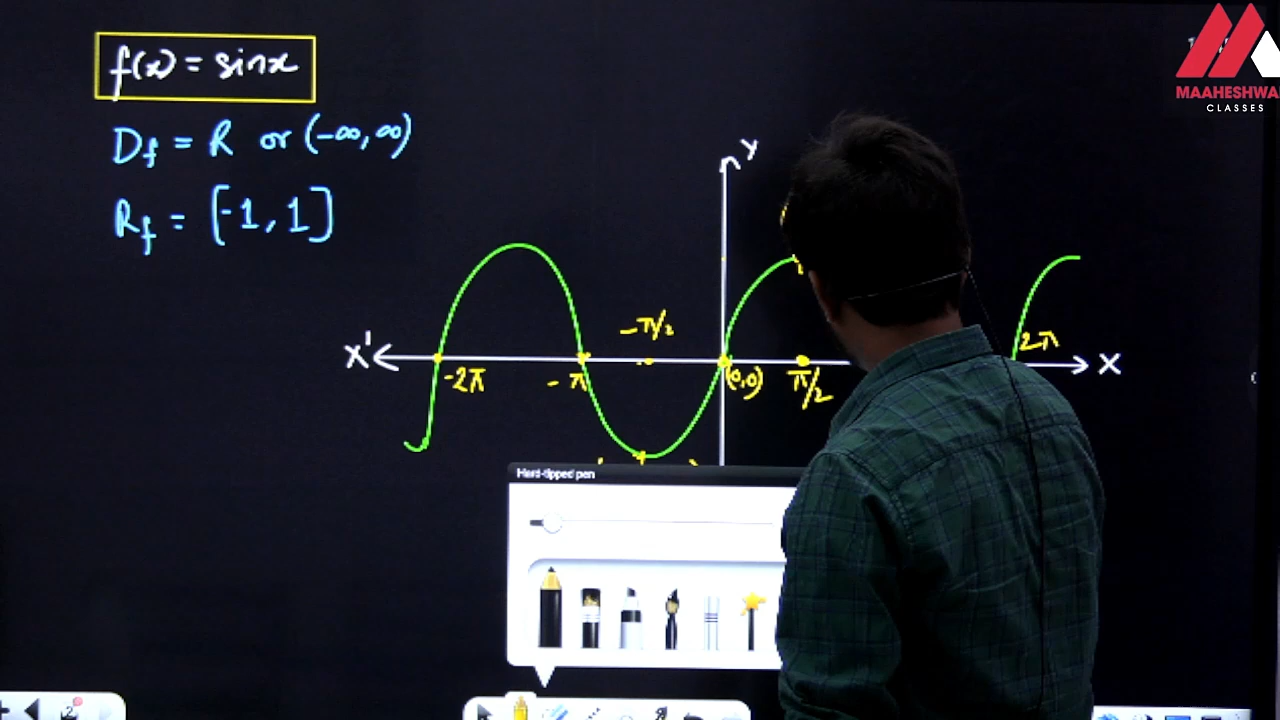 f(x) = sinx
MAAHESHWA
CLASSES
Df = R or (-∞, ∞)
Rf = [-1, 1]
Y
-π/2
X'
2π
X
-2π
-π
(0,0)
π/2
Hard-tipped pen